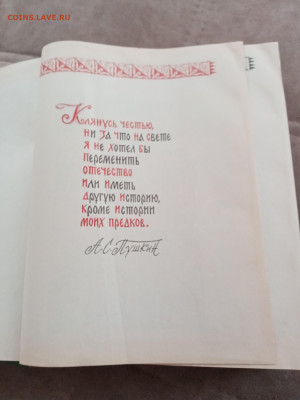 COINS.LAVE.RU
Клянусь честью,
ни за что на свете
я не хотел бы
переменить
отечество
или иметь
другую историю,
кроме истории
моих предков.
А.С. Пушкин